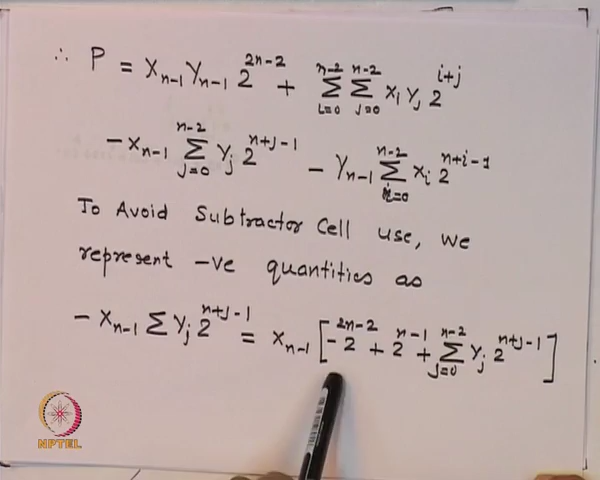 ∴ P = X_{n-1} Y_{n-1} 2^{2n-2} + Σ_{i=0}^{n-2} Σ_{j=0}^{n-2} x_i y_j 2^{i+j}
- X_{n-1} Σ_{j=0}^{n-2} Y_j 2^{n+j-1} - Y_{n-1} Σ_{i=0}^{n-2} x_i 2^{n+i-1}
To Avoid Subtractor Cell use, we
represent -ve quantities as
- X_{n-1} Σ Y_j 2^{n+j-1} = X_{n-1} [ -2^{2n-2} + 2^{n-1} + Σ_{j=0}^{n-2} Y_j 2^{n+j-1} ]
NPTEL